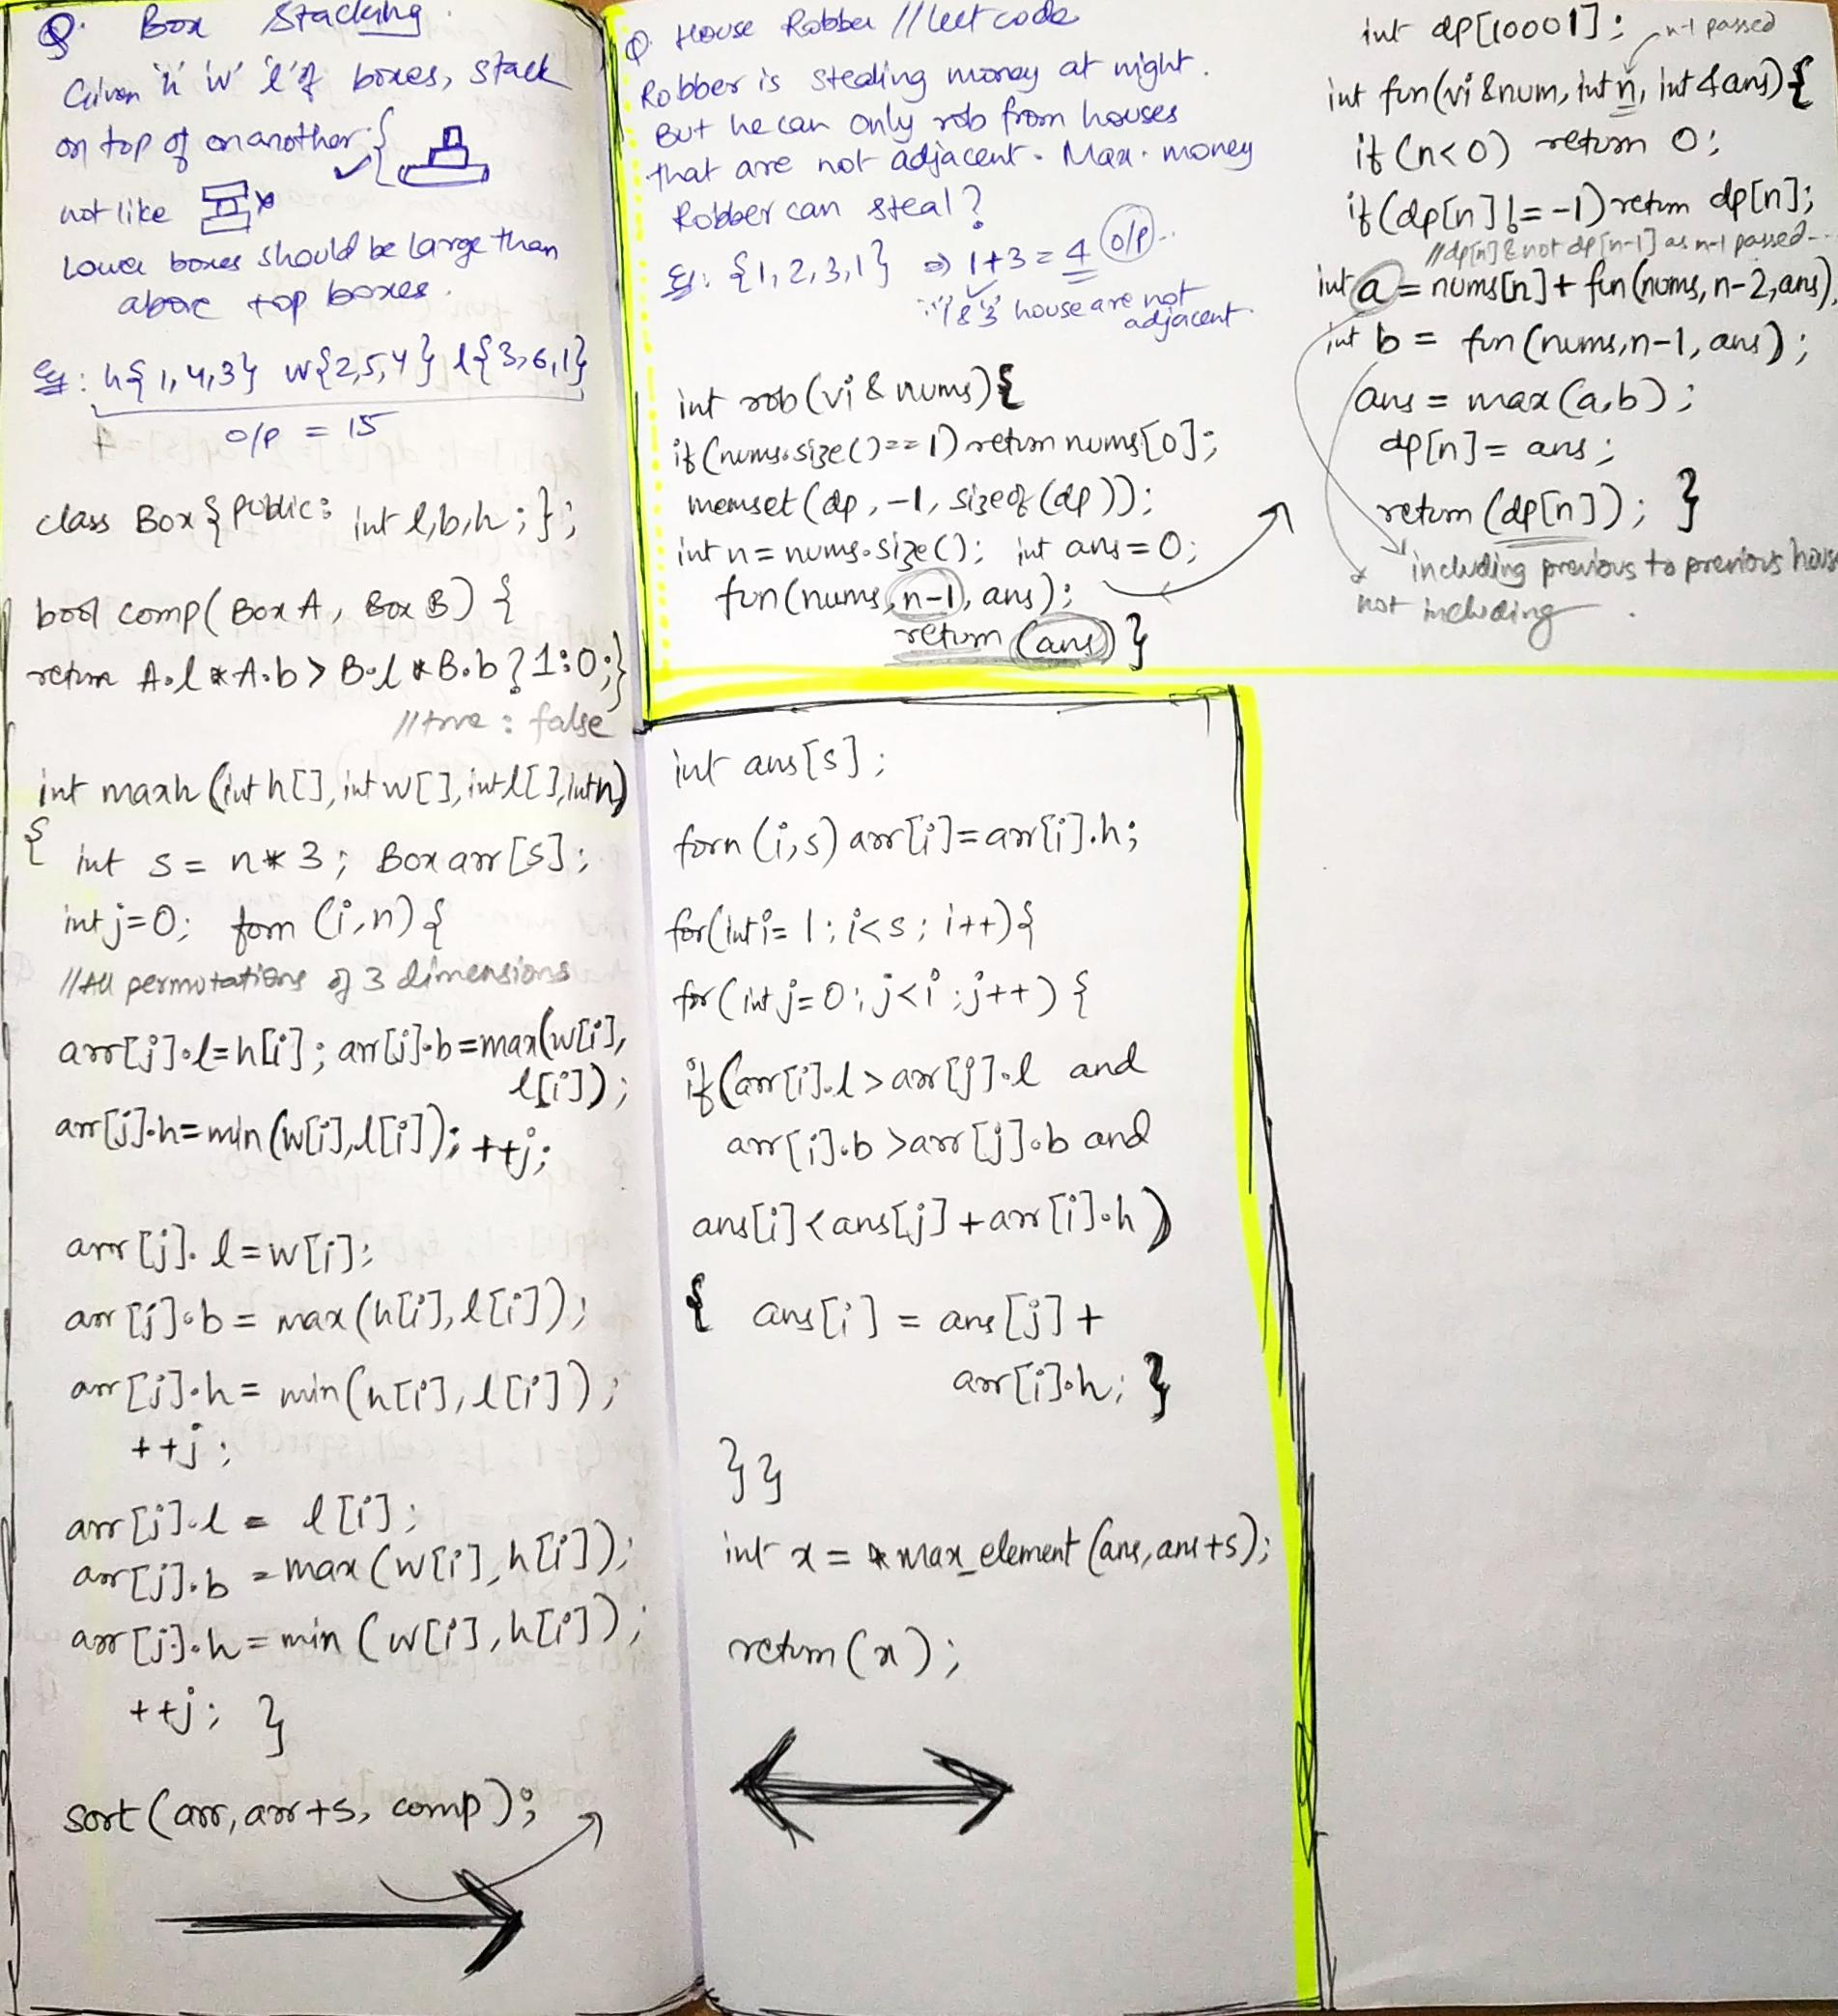 Q. Box Stacking.
Given 'h' 'w' 'l' of boxes, stack
on top of on another
not like
Lower boxes should be large than
above top boxes.
Eg: h{1,4,3} w{2,5,4} l{3,6,1}
o/p = 15
class Box { public: int l,b,h; };
bool comp(Box A, Box B) {
return A.l * A.b > B.l * B.b ? 1:0;}
//true : false
int maxh (int h[], int w[], int l[], int n)
{ int s = n*3; Box arr[s];
int j=0; forn (i,n) {
//All permutations of 3 dimensions
arr[j].l=h[i]; arr[j].b=max(w[i],
l[i]);
arr[j].h=min(w[i],l[i]); ++j;
arr[j]. l=w[i];
arr[j].b = max(h[i], l[i]);
arr[j].h = min(h[i], l[i]);
++j;
arr[j].l = l[i];
arr[j].b = max(w[i], h[i]);
arr[j].h = min (w[i], h[i]);
++j; }
sort (arr, arr+s, comp);
int ans[s];
forn (i,s) arr[i]=arr[i].h;
for(int i= 1; i<s; i++){
for(int j=0; j<i; j++) {
if(arr[i].l > arr[j].l and
arr[i].b > arr[j].b and
ans[i] < ans[j] + arr[i].h)
{ ans[i] = ans[j] +
arr[i].h; }
} }
int x = *max_element (ans, ans+s);
return (x);
Q. House Robber // leet code
Robber is stealing money at night.
But he can only rob from houses
that are not adjacent. Max. money
Robber can steal?
Eg: {1,2,3,1} => 1+3 = 4 o/p
∵ '1' & '3' house are not
adjacent.
int rob(vi & nums){
if(nums.size()==1) return nums[0];
memset(dp, -1, sizeof(dp));
int n= nums.size(); int ans=0;
fun(nums, n-1, ans);
return (ans) }
int dp[10001];
n-1 passed
int fun(vi &num, int n, int &ans){
if (n<0) return 0;
if (dp[n]!= -1) return dp[n];
//dp[n] & not dp[n-1] as n-1 passed..
int a = nums[n] + fun(nums, n-2, ans),
int b = fun(nums, n-1, ans);
ans = max(a,b);
dp[n]= ans;
return (dp[n]); }
including previous to previous house
not including